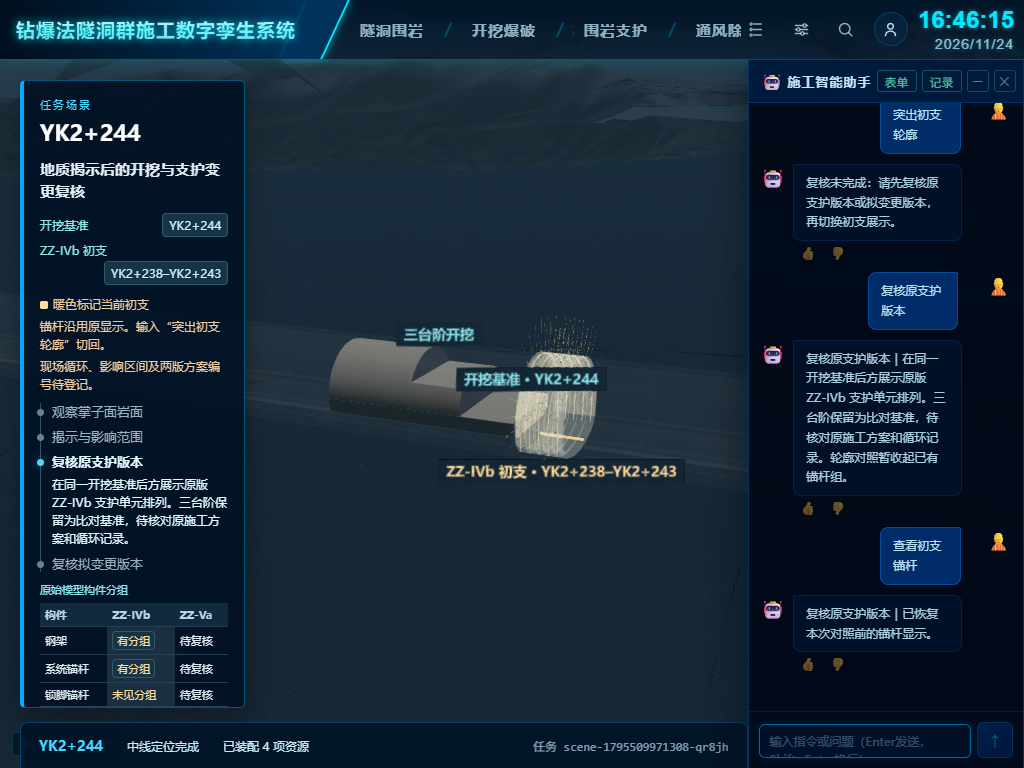 钻爆法隧洞群施工数字孪生系统
隧洞围岩 / 开挖爆破 / 围岩支护 / 通风除
16:46:15
2026/11/24
任务场景
YK2+244
地质揭示后的开挖与支护变
更复核
开挖基准 YK2+244
ZZ-IVb 初支
YK2+238—YK2+243
暖色标记当前初支
锚杆沿用原显示。输入“突出初支
轮廓”切回。
现场循环、影响区间及两版方案编
号待登记。
观察掌子面岩面
揭示与影响范围
复核原支护版本
在同一开挖基准后方展示原版
ZZ-IVb 支护单元排列。三台阶保
留为比对基准，待核对原施工方
案和循环记录。
复核拟变更版本
原始模型构件分组
构件 ZZ-IVb ZZ-Va
钢架 有分组 待复核
系统锚杆 有分组 待复核
锁脚锚杆 未见分组 待复核
三台阶开挖
开挖基准 • YK2+244
ZZ-IVb 初支 • YK2+238—YK2+243
YK2+244 中线定位完成 已装配 4 项资源
任务 scene-1795509971308-qr8jh
施工智能助手 表单 记录
突出初支
轮廓
复核未完成：请先复核原
支护版本或拟变更版本，
再切换初支展示。
复核原支护
版本
复核原支护版本 | 在同一
开挖基准后方展示原版
ZZ-IVb 支护单元排列。三
台阶保留为比对基准，待
核对原施工方案和循环记
录。轮廓对照暂收起已有
锚杆组。
查看初支
锚杆
复核原支护版本 | 已恢复
本次对照前的锚杆显示。
输入指令或问题（Enter发送，